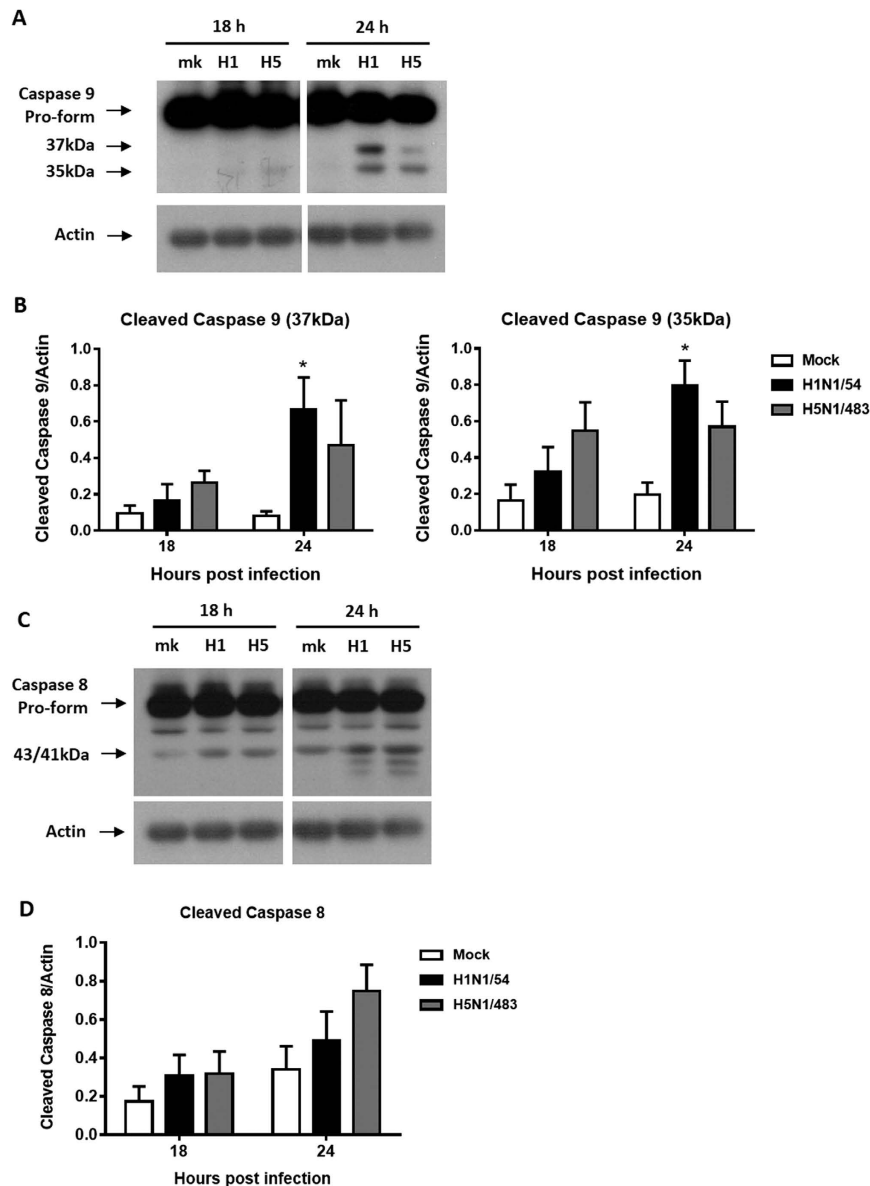 A
18 h 24 h
mk H1 H5 mk H1 H5
Caspase 9
Pro-form
37kDa
35kDa
Actin
B
Cleaved Caspase 9 (37kDa)
Cleaved Caspase 9/Actin
1.0
0.8
0.6
0.4
0.2
0.0
*
18 24
Hours post infection
Cleaved Caspase 9 (35kDa)
Cleaved Caspase 9/Actin
1.0
0.8
0.6
0.4
0.2
0.0
*
18 24
Hours post infection
Mock
H1N1/54
H5N1/483
C
18 h 24 h
mk H1 H5 mk H1 H5
Caspase 8
Pro-form
43/41kDa
Actin
D
Cleaved Caspase 8
Cleaved Caspase 8/Actin
1.0
0.8
0.6
0.4
0.2
0.0
18 24
Hours post infection
Mock
H1N1/54
H5N1/483